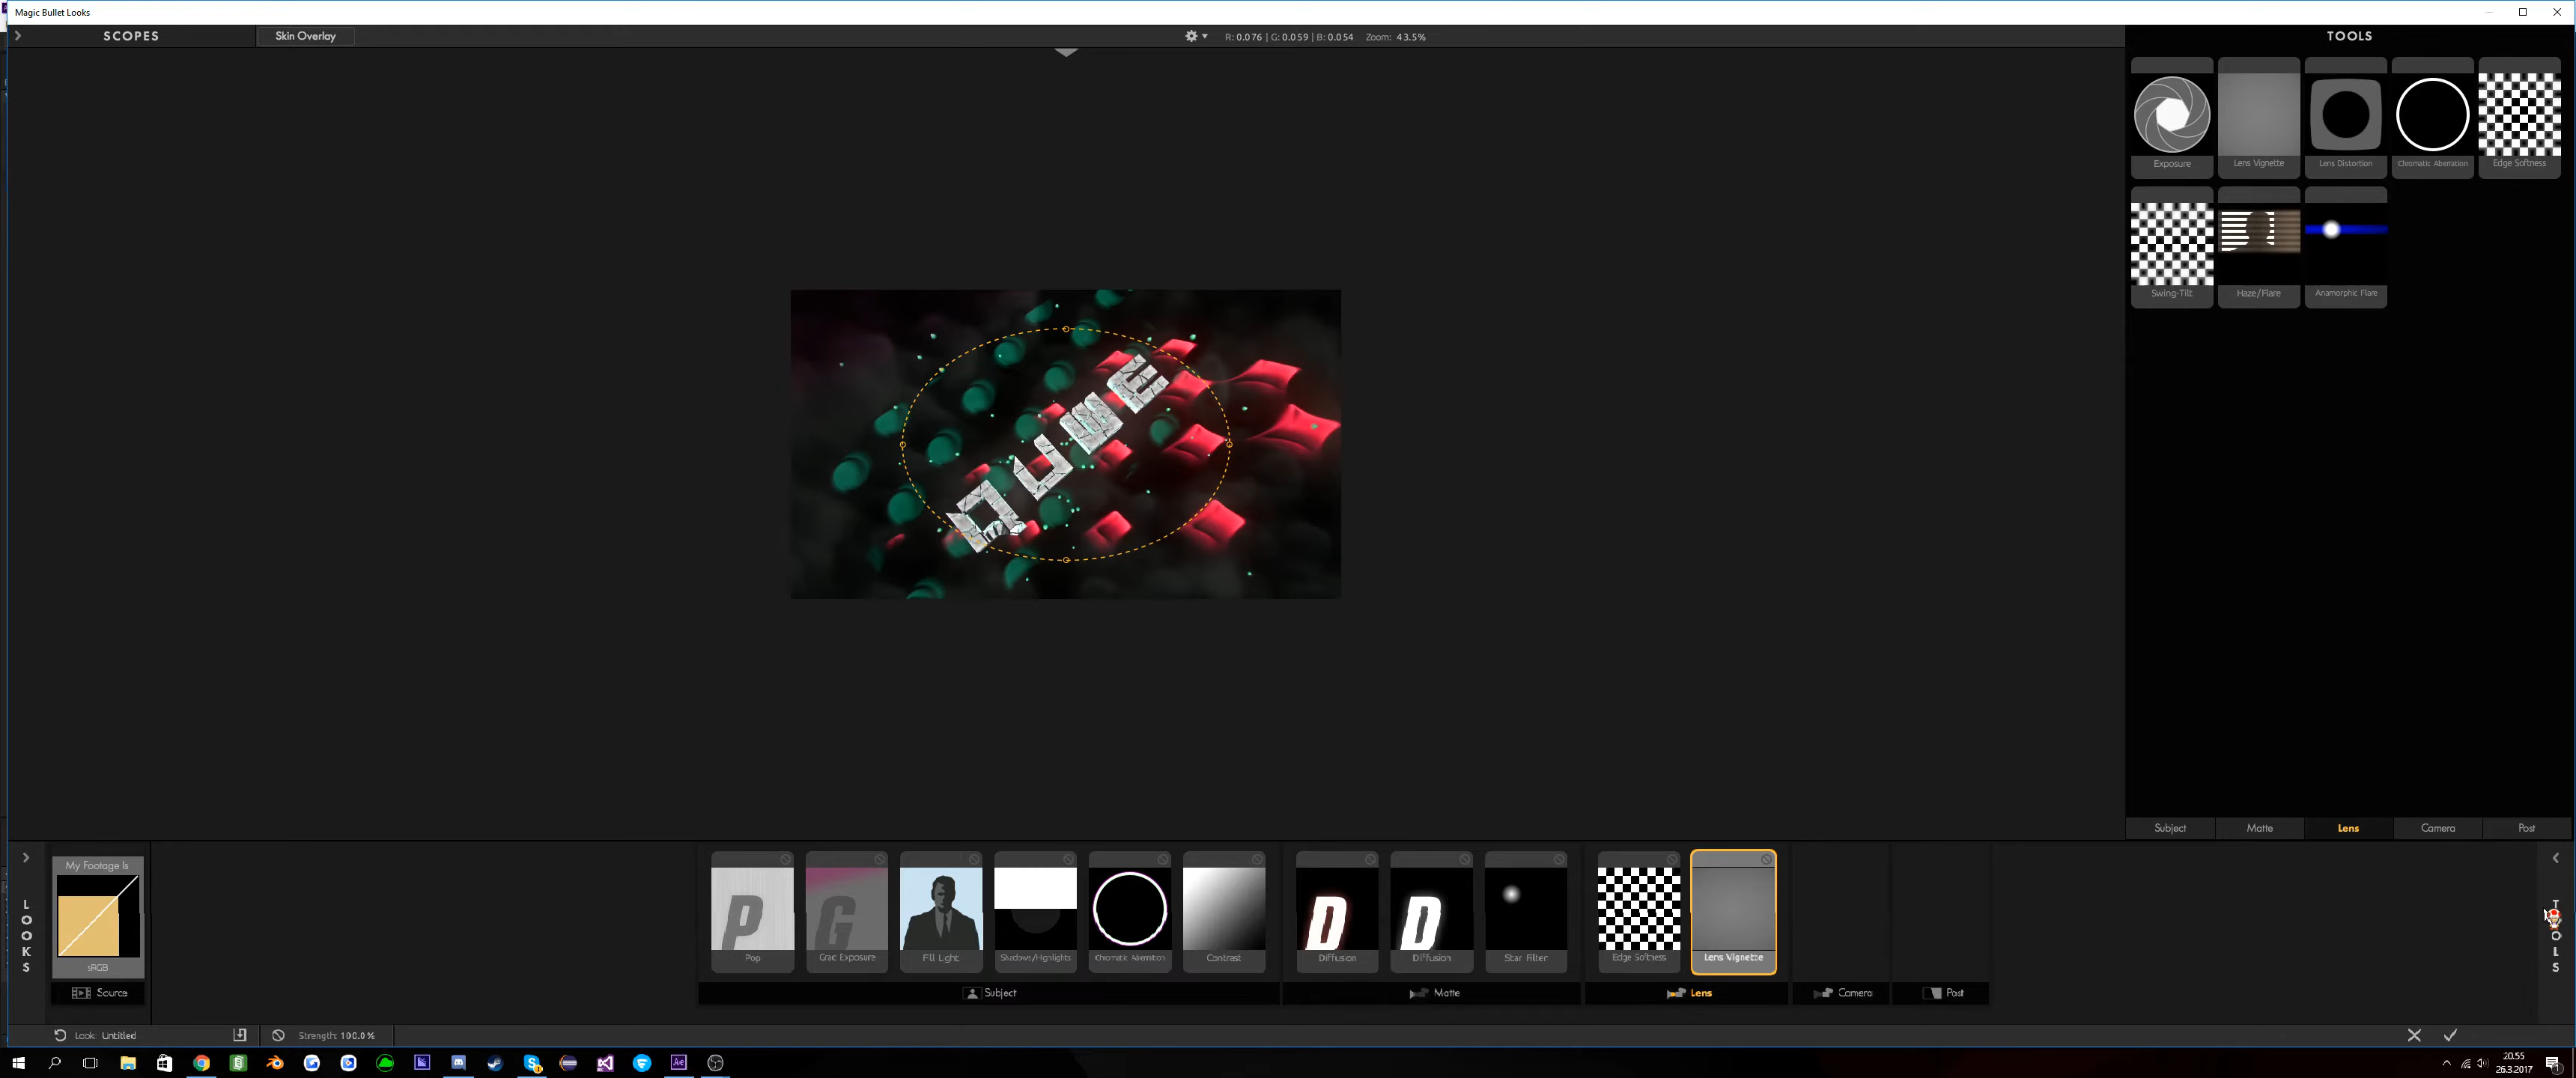 Magic Bullet Looks
SCOPES
Skin Overlay
R: 0.076 | G: 0.059 | B: 0.054 Zoom: 43.5%
TOOLS
Exposure
Lens Vignette
Lens Distortion
Chromatic Aberration
Edge Softness
Swing-Tilt
Haze/Flare
Anamorphic Flare
QUWE
Subject
Matte
Lens
Camera
Post
LOOKS
My Footage Is
sRGB
Source
P
Pop
G
Grad Exposure
Fill Light
Shadows/Highlights
Chromatic Aberration
Contrast
Subject
D
Diffusion
D
Diffusion
Star Filter
Matte
Edge Softness
Lens Vignette
Lens
Camera
Post
TOOLS
Look: Untitled
Strength: 100.0%
Ae
20.55
26.3.2017